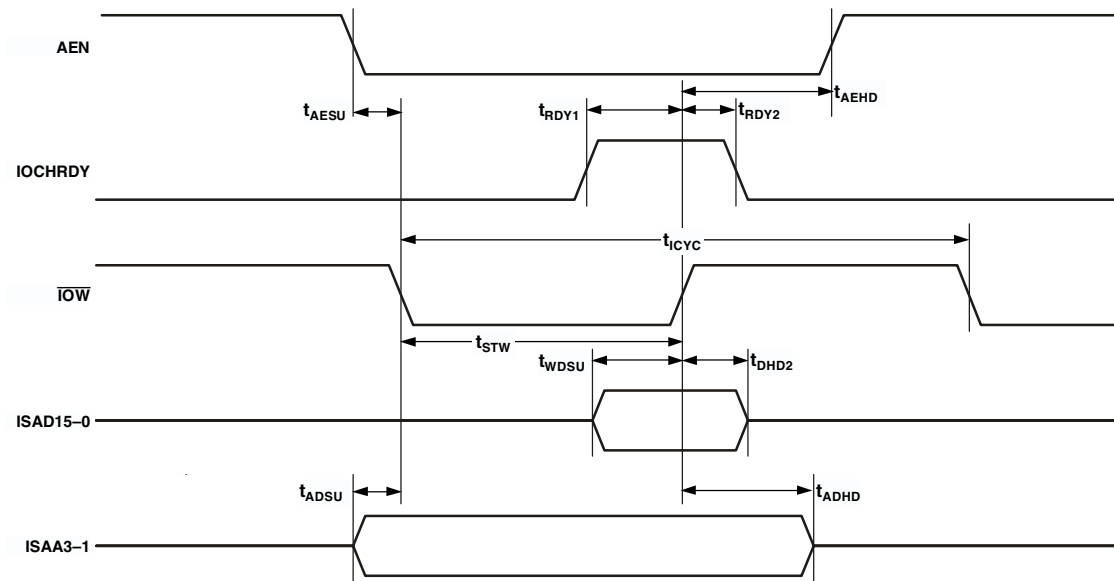 AEN
tAESU
tRDY1
tRDY2
tAEHD
IOCHRDY
tICYC
IOW
tSTW
tWDSU
tDHD2
ISAD15–0
tADSU
tADHD
ISAA3–1